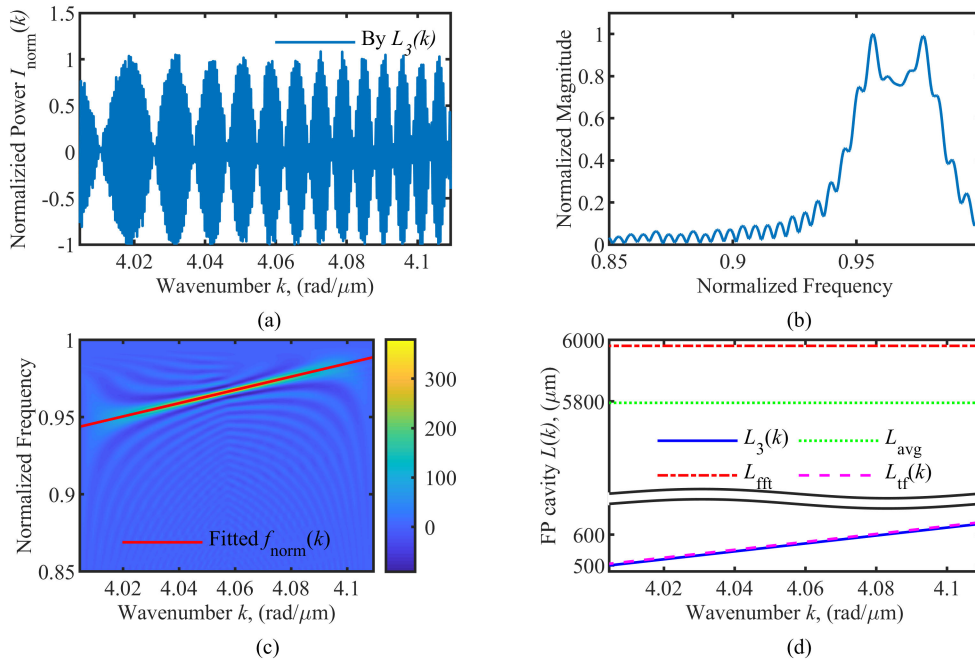 1.5
1
0.5
0
-0.5
-1
Normalizied Power I_norm(k)
By L_3(k)
4.02 4.04 4.06 4.08 4.1
Wavenumber k, (rad/μm)
(a)
1
0.8
0.6
0.4
0.2
0
Normalized Magnitude
0.85 0.9 0.95
Normalized Frequency
(b)
1
0.95
0.9
0.85
Normalized Frequency
Fitted f_norm(k)
300
200
100
0
4.02 4.04 4.06 4.08 4.1
Wavenumber k, (rad/μm)
(c)
6000
5800
600
500
FP cavity L(k), (μm)
L_3(k) L_avg
L_fft L_tf(k)
4.02 4.04 4.06 4.08 4.1
Wavenumber k, (rad/μm)
(d)